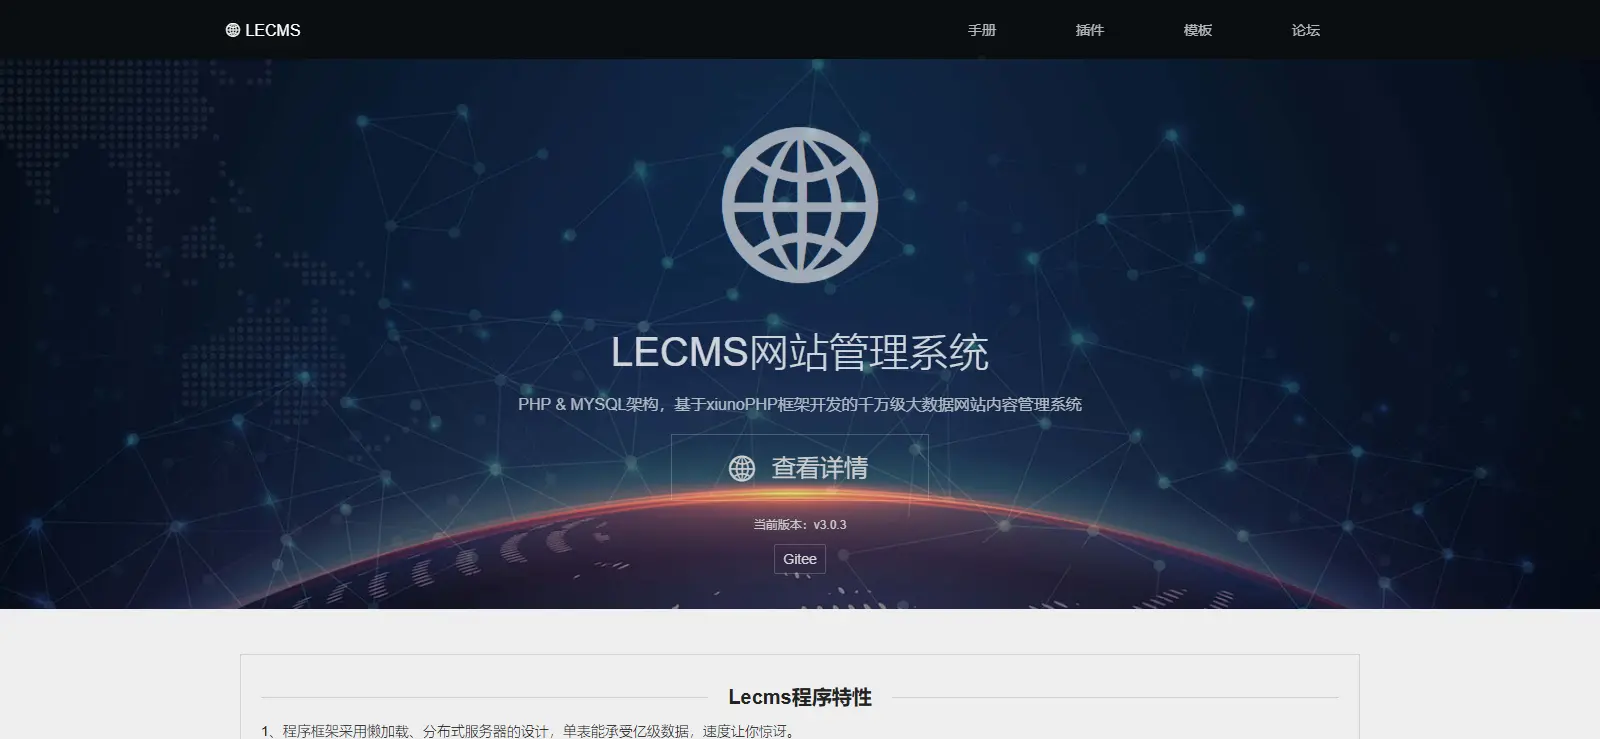 LECMS
手册
插件
模板
论坛
LECMS网站管理系统
PHP & MYSQL架构，基于xiunoPHP框架开发的千万级大数据网站内容管理系统
查看详情
当前版本：v3.0.3
Gitee
Lecms程序特性
1、程序框架采用懒加载、分布式服务器的设计，单表能承受亿级数据，速度让你惊讶。